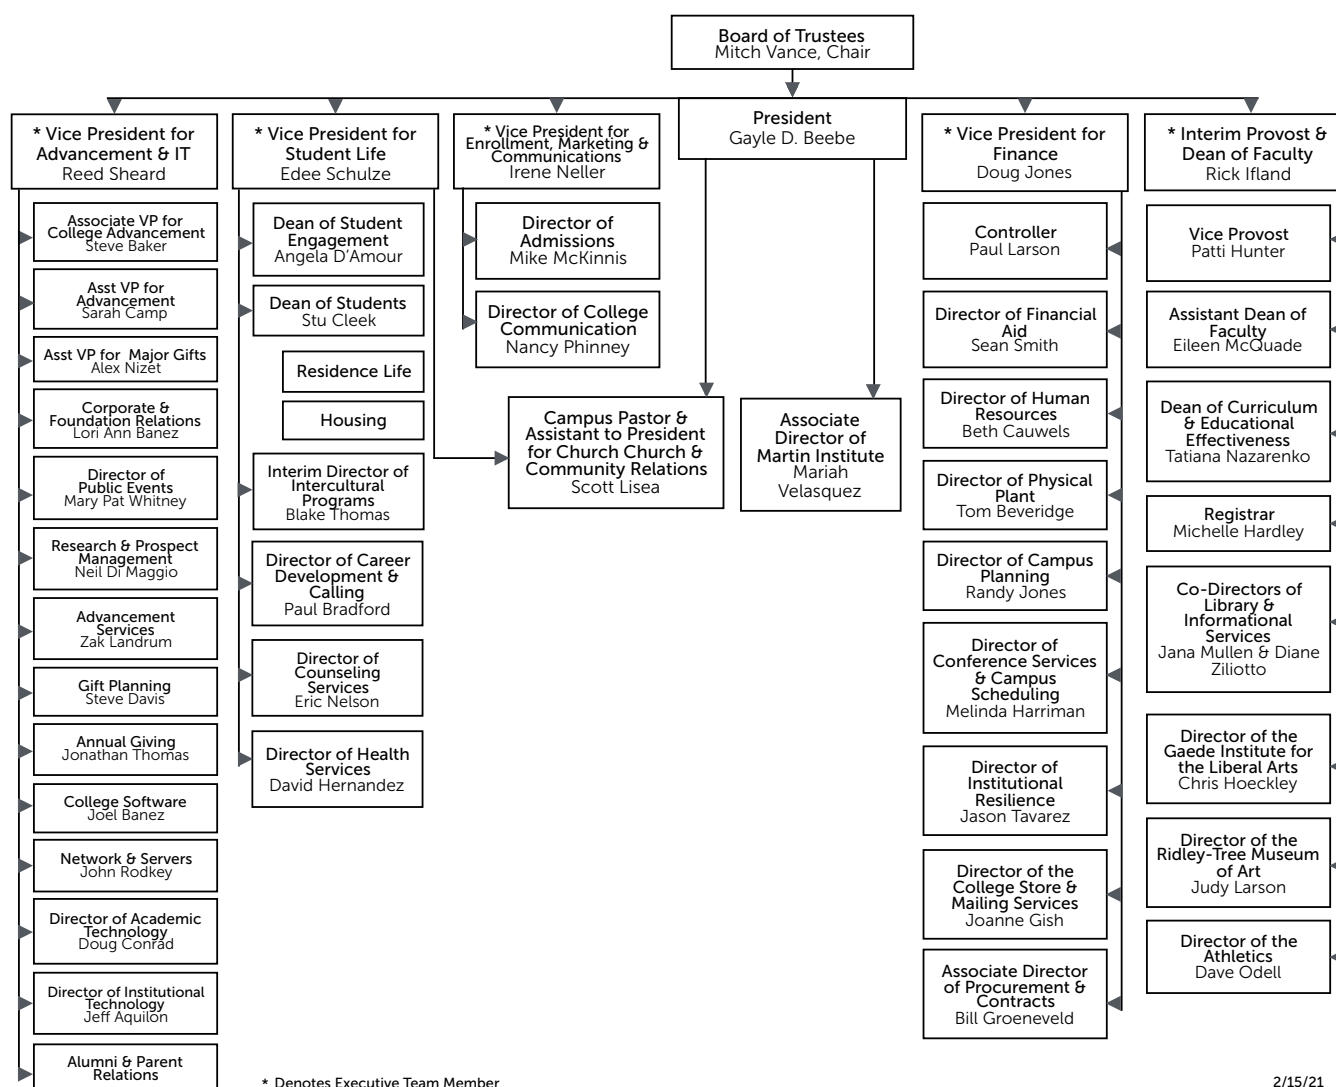 Board of Trustees
Mitch Vance, Chair
President
Gayle D. Beebe
* Vice President for
Advancement & IT
Reed Sheard
Associate VP for
College Advancement
Steve Baker
Asst VP for
Advancement
Sarah Camp
Asst VP for Major Gifts
Alex Nizet
Corporate &
Foundation Relations
Lori Ann Banez
Director of
Public Events
Mary Pat Whitney
Research & Prospect
Management
Neil Di Maggio
Advancement
Services
Zak Landrum
Gift Planning
Steve Davis
Annual Giving
Jonathan Thomas
College Software
Joel Banez
Network & Servers
John Rodkey
Director of Academic
Technology
Doug Conrad
Director of Institutional
Technology
Jeff Aquilon
Alumni & Parent
Relations
* Vice President for
Student Life
Edee Schulze
Dean of Student
Engagement
Angela D'Amour
Dean of Students
Stu Cleek
Residence Life
Housing
Interim Director of
Intercultural
Programs
Blake Thomas
Director of Career
Development &
Calling
Paul Bradford
Director of
Counseling
Services
Eric Nelson
Director of Health
Services
David Hernandez
* Vice President for
Enrollment, Marketing &
Communications
Irene Neller
Director of
Admissions
Mike McKinnis
Director of College
Communication
Nancy Phinney
Campus Pastor &
Assistant to President
for Church Church &
Community Relations
Scott Lisea
Associate
Director of
Martin Institute
Mariah
Velasquez
* Vice President for
Finance
Doug Jones
Controller
Paul Larson
Director of Financial
Aid
Sean Smith
Director of Human
Resources
Beth Cauwels
Director of Physical
Plant
Tom Beveridge
Director of Campus
Planning
Randy Jones
Director of
Conference Services
& Campus
Scheduling
Melinda Harriman
Director of
Institutional
Resilience
Jason Tavarez
Director of the
College Store &
Mailing Services
Joanne Gish
Associate Director
of Procurement &
Contracts
Bill Groeneveld
* Interim Provost &
Dean of Faculty
Rick Ifland
Vice Provost
Patti Hunter
Assistant Dean of
Faculty
Eileen McQuade
Dean of Curriculum
& Educational
Effectiveness
Tatiana Nazarenko
Registrar
Michelle Hardley
Co-Directors of
Library &
Informational
Services
Jana Mullen & Diane
Ziliotto
Director of the
Gaede Institute for
the Liberal Arts
Chris Hoeckley
Director of the
Ridley-Tree Museum
of Art
Judy Larson
Director of the
Athletics
Dave Odell
* Denotes Executive Team Member
2/15/21